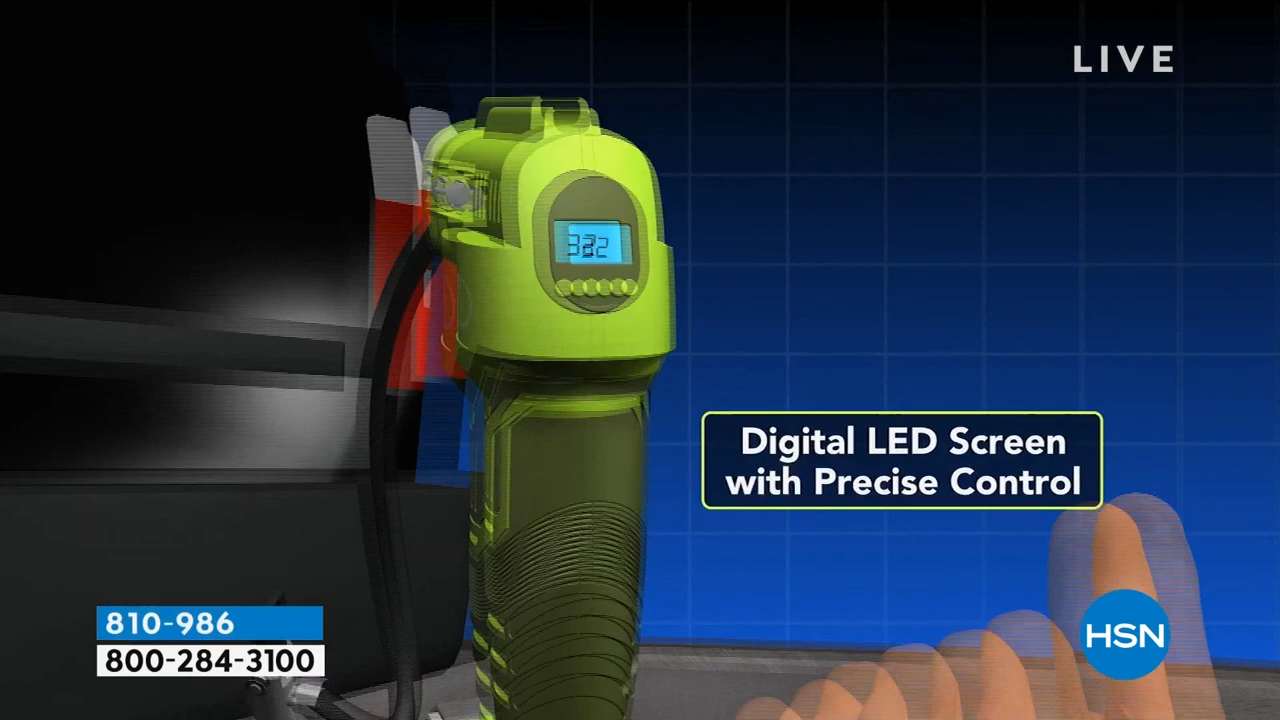 LIVE
Digital LED Screen
with Precise Control
810-986
800-284-3100
HSN